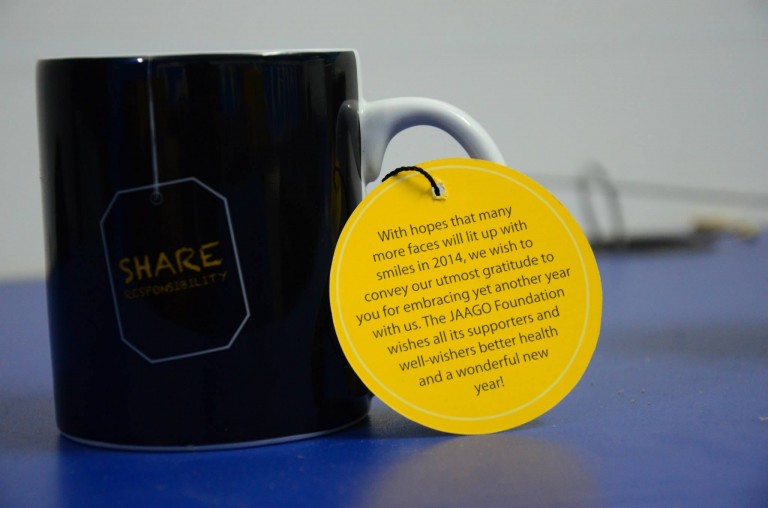 SHARE
RESPONSIBILITY
With hopes that many
more faces will lit up with
smiles in 2014, we wish to
convey our utmost gratitude to
you for embracing yet another year
with us. The JAAGO Foundation
wishes all its supporters and
well-wishers better health
and a wonderful new
year!